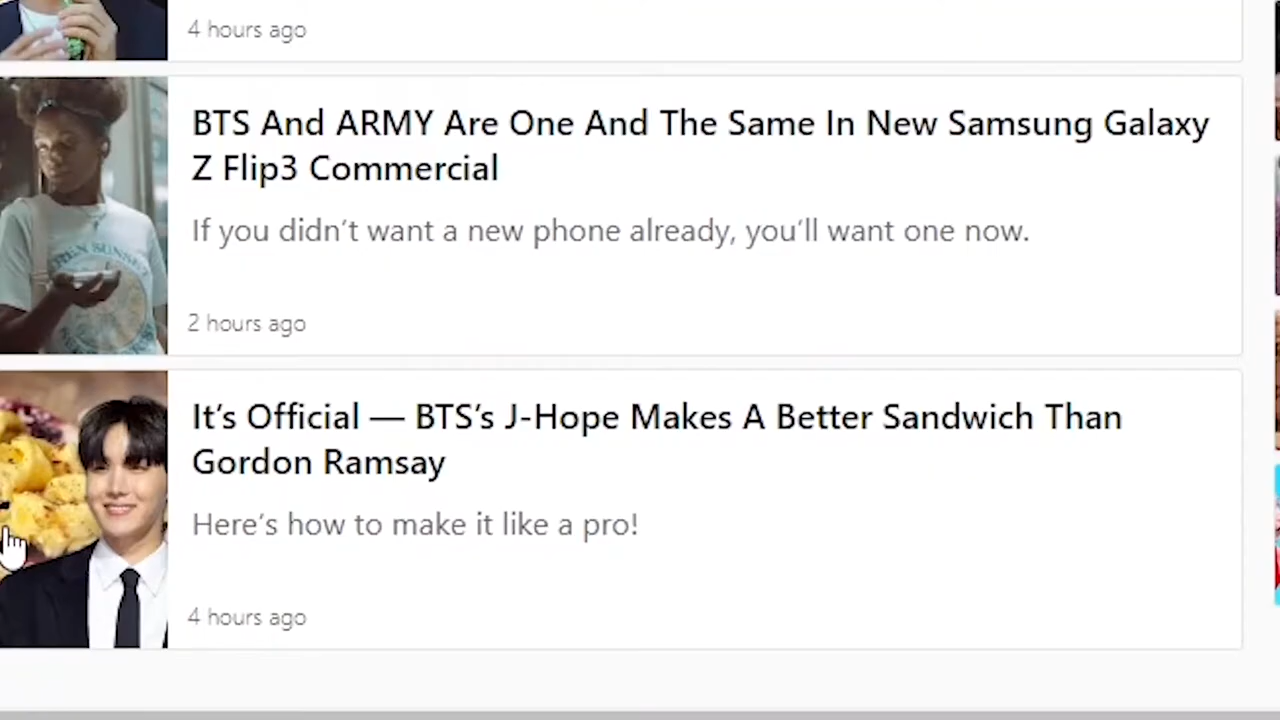 4 hours ago
BTS And ARMY Are One And The Same In New Samsung Galaxy
Z Flip3 Commercial
If you didn’t want a new phone already, you’ll want one now.
2 hours ago
It’s Official — BTS’s J-Hope Makes A Better Sandwich Than
Gordon Ramsay
Here’s how to make it like a pro!
4 hours ago